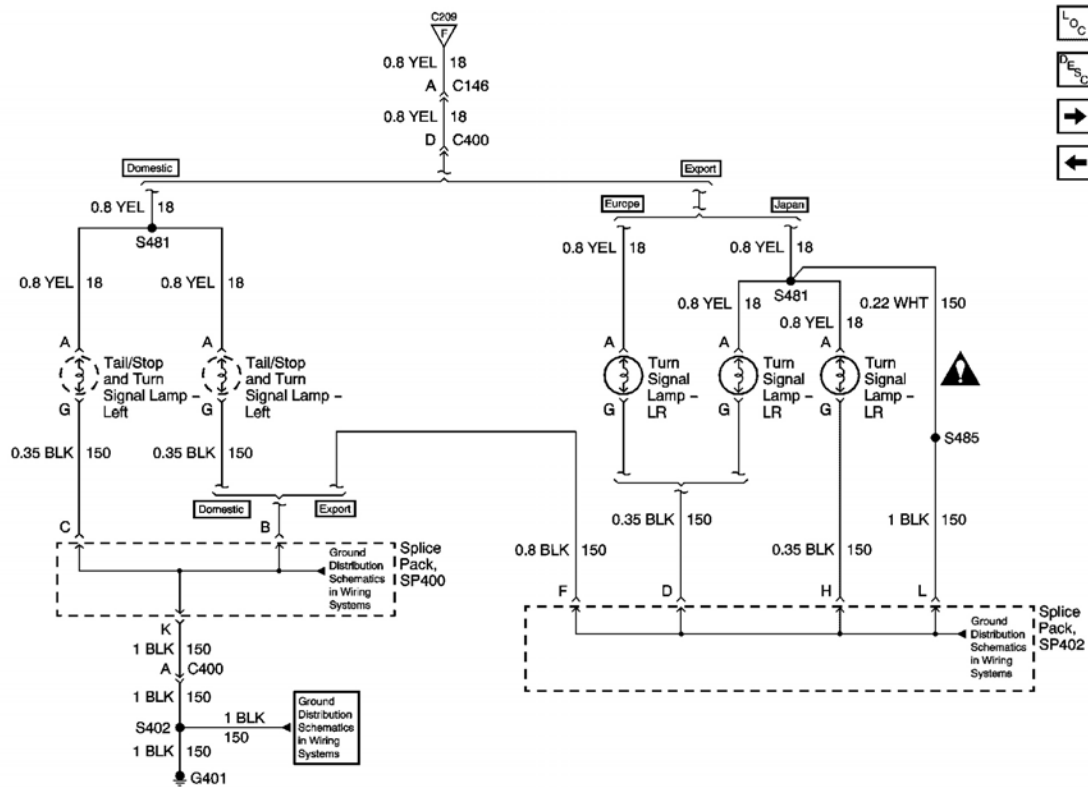 C209
F
LOC
0.8 YEL 18
A C146
DESC
0.8 YEL 18
D C400
Domestic
Export
0.8 YEL 18
Europe
Japan
S481
0.8 YEL 18
0.8 YEL 18
0.8 YEL 18
0.8 YEL 18
S481
0.8 YEL 18
0.22 WHT 150
0.8 YEL 18
A
A
A
A
A
Tail/Stop
and Turn
Signal Lamp –
Left
Tail/Stop
and Turn
Signal Lamp –
Left
Turn
Signal
Lamp –
LR
Turn
Signal
Lamp –
LR
Turn
Signal
Lamp –
LR
!
G
G
G
G
G
S485
0.35 BLK 150
0.35 BLK 150
Domestic
Export
C
B
0.35 BLK 150
0.8 BLK 150
0.35 BLK 150
1 BLK 150
Ground
Distribution
Schematics
in Wiring
Systems
Splice
Pack,
SP400
F
D
H
L
K
Ground
Distribution
Schematics
in Wiring
Systems
Splice
Pack,
SP402
1 BLK 150
A C400
1 BLK 150
S402
1 BLK
150
Ground
Distribution
Schematics
in Wiring
Systems
1 BLK 150
G401